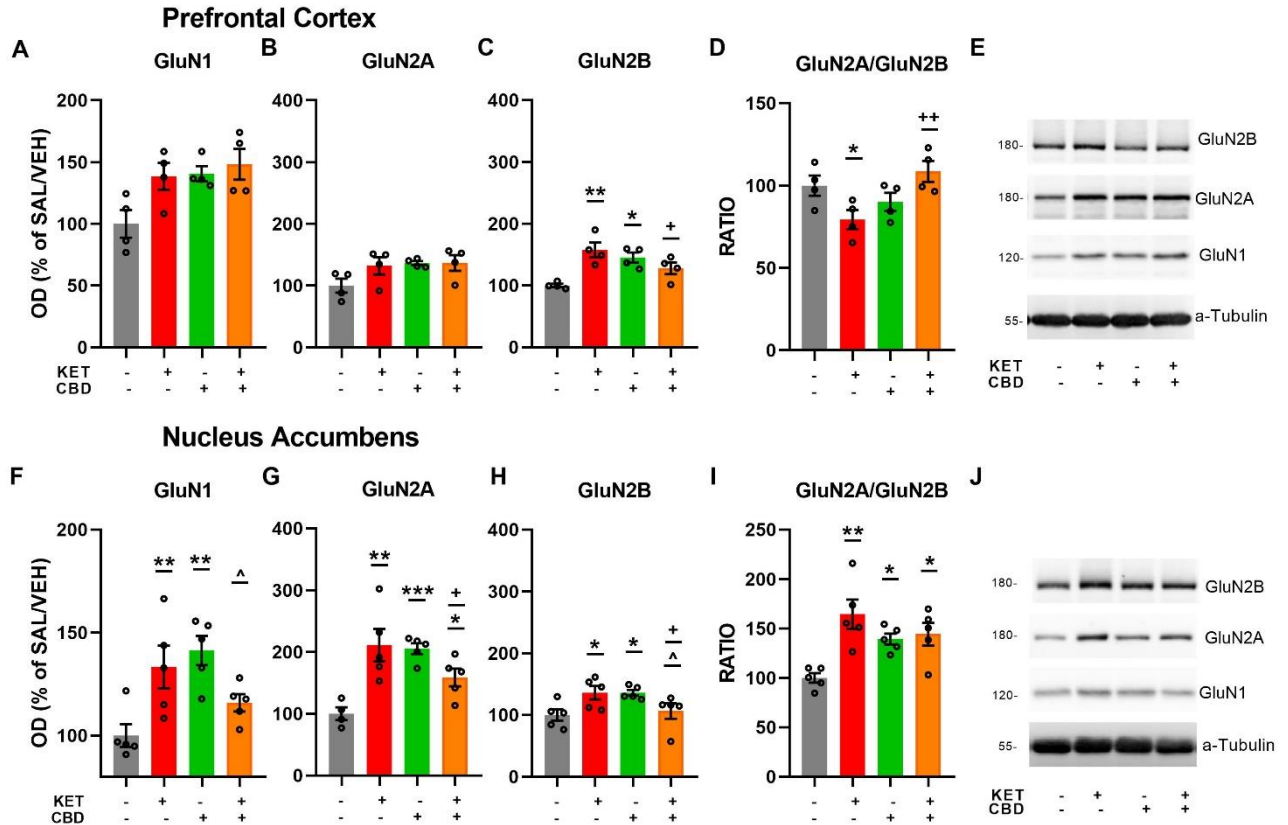 Prefrontal Cortex
A
GluN1
B
GluN2A
C
GluN2B
D
GluN2A/GluN2B
E
OD (% of SAL/VEH)
200
150
100
50
0
400
300
200
100
0
400
300
200
100
0
** * +
RATIO
150
100
50
0
* ++
180- GluN2B
180- GluN2A
120- GluN1
55- a-Tubulin
KET - + - + - + - + - + - + - + - + - + - +
CBD - - + + - - + + - - + + - - + + - - + +
Nucleus Accumbens
F
GluN1
G
GluN2A
H
GluN2B
I
GluN2A/GluN2B
J
OD (% of SAL/VEH)
200
150
100
** ** ^
400
300
200
100
0
** *** + *
400
300
200
100
0
* * + ^
RATIO
250
200
150
100
50
0
** * *
180- GluN2B
180- GluN2A
120- GluN1
55- a-Tubulin
KET - + - + - + - + - + - + - + - + - + - +
CBD - - + + - - + + - - + + - - + + - - + +